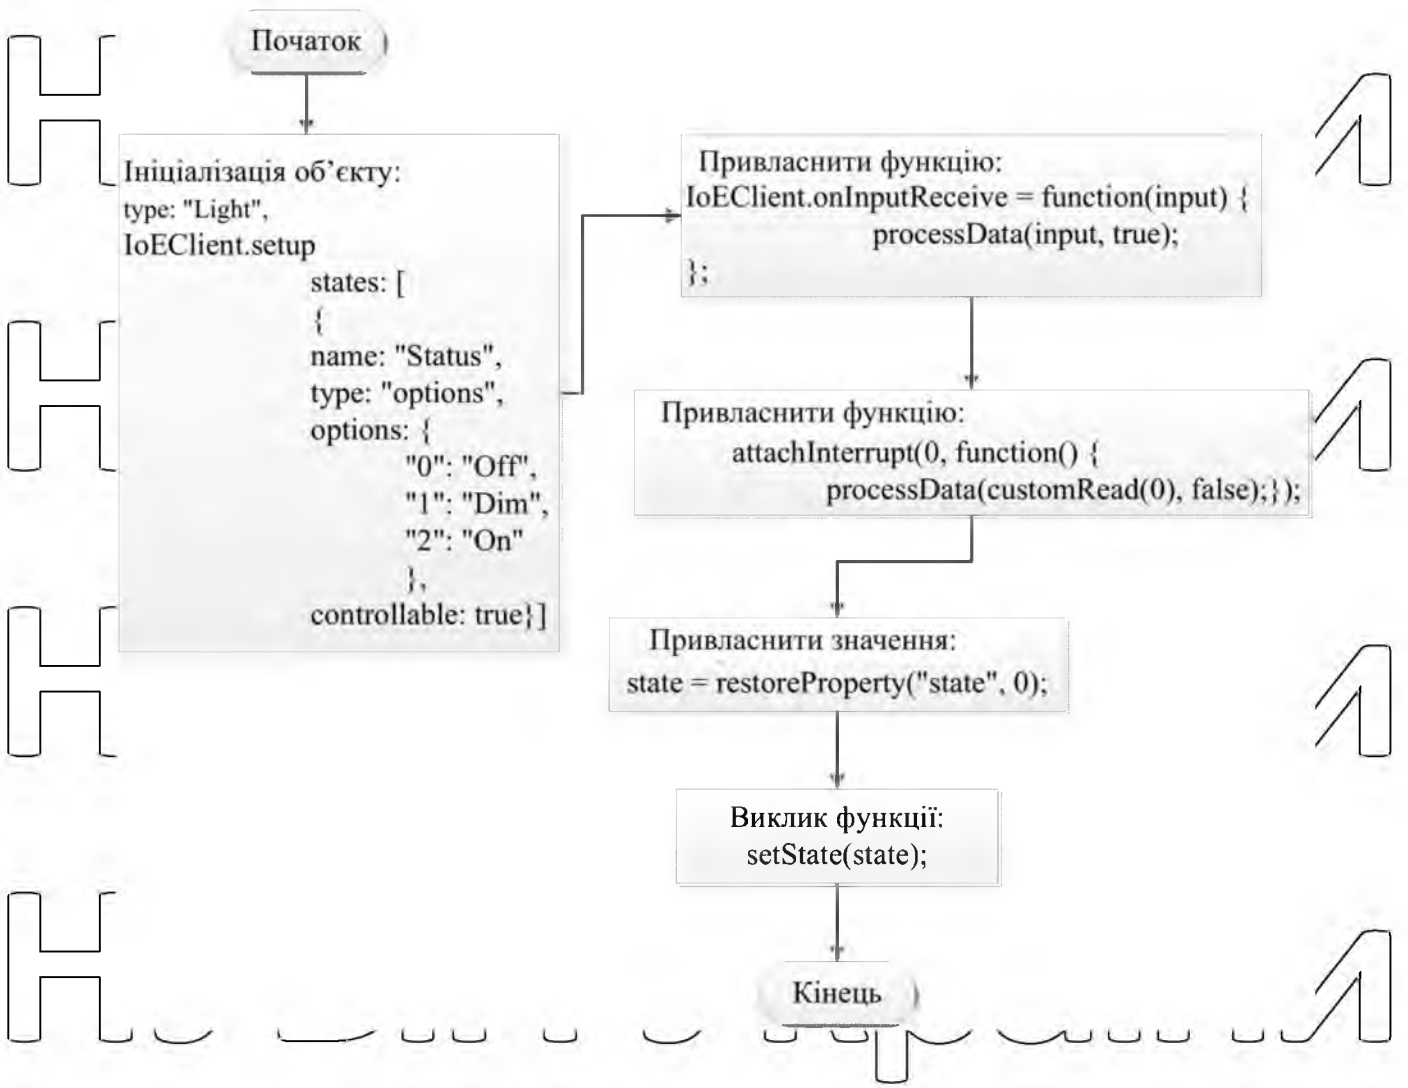 Початок
Ініціалізація об’єкту:
type: "Light",
IoEClient.setup
states: [
{
name: "Status",
type: "options",
options: {
"0": "Off",
"1": "Dim",
"2": "On"
},
controllable: true}]
Привласнити функцію:
IoEClient.onInputReceive = function(input) {
processData(input, true);
};
Привласнити функцію:
attachInterrupt(0, function() {
processData(customRead(0), false);});
Привласнити значення:
state = restoreProperty("state", 0);
Виклик функції:
setState(state);
Кінець